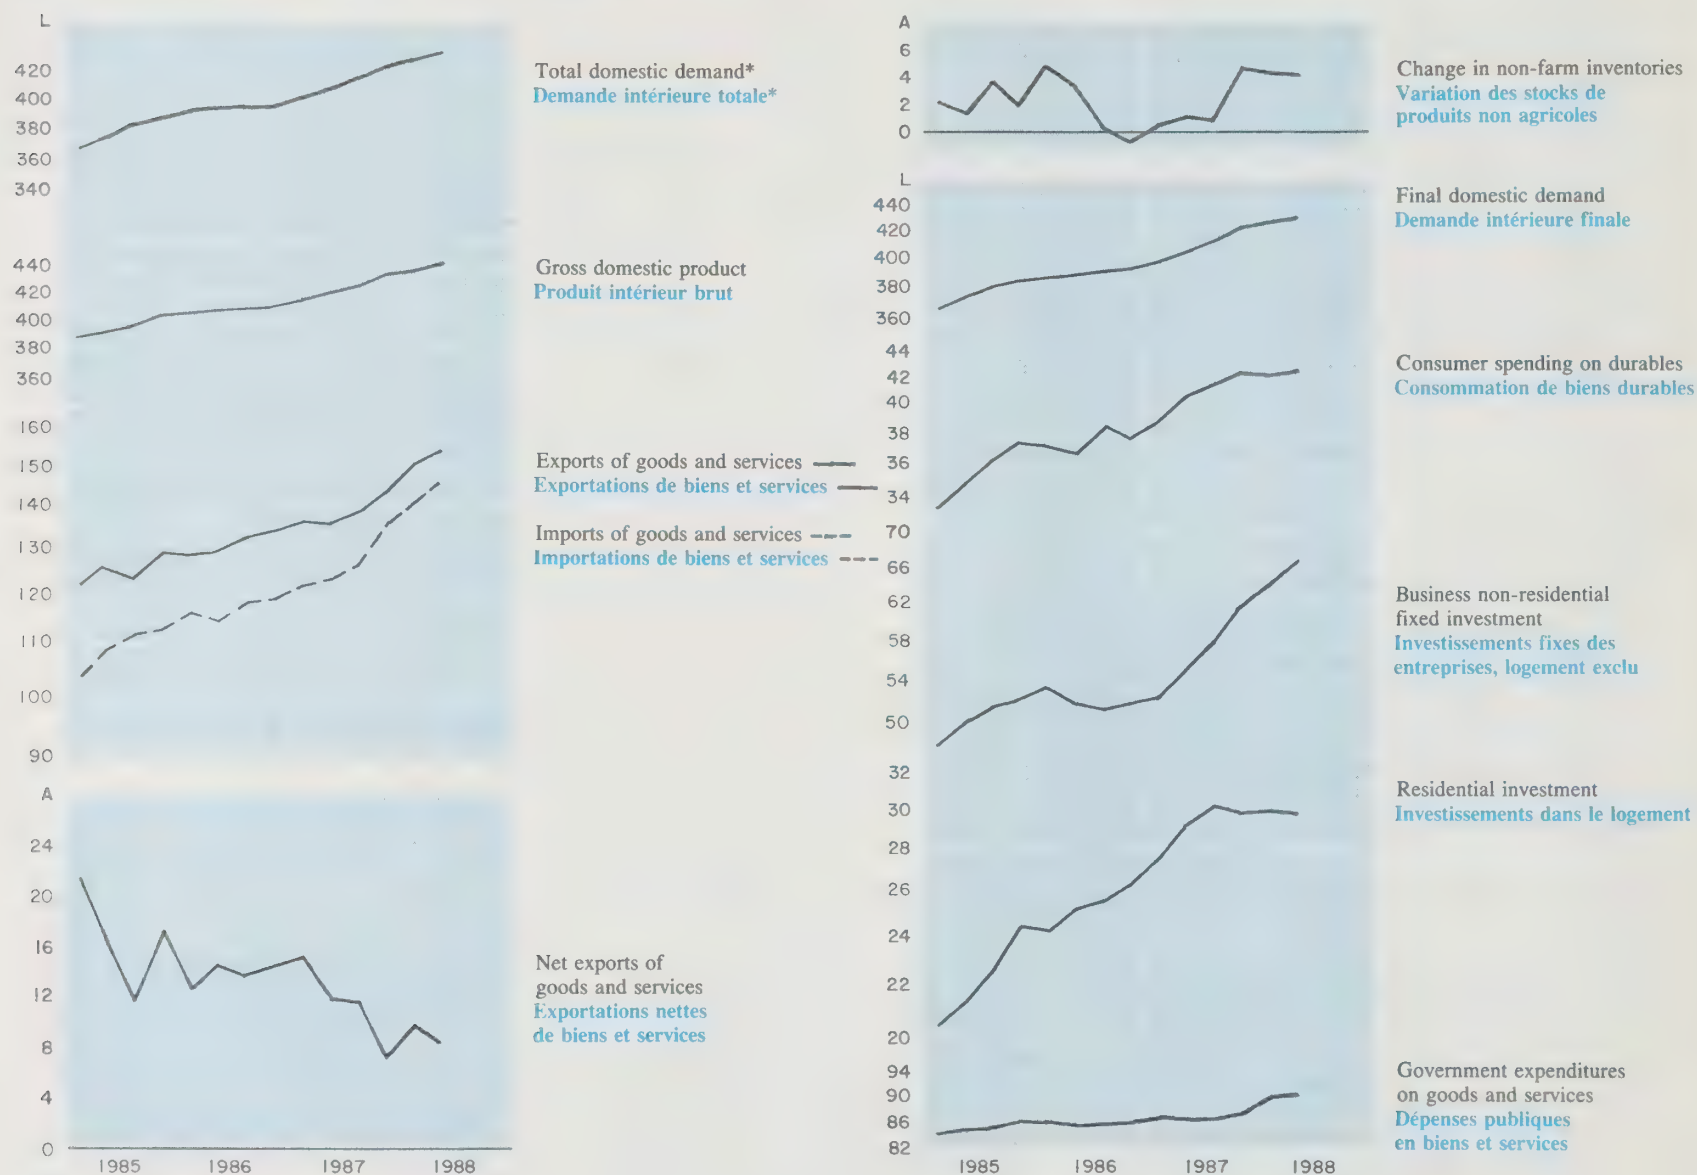 L
420
400
380
360
340
Total domestic demand*
Demande intérieure totale*
440
420
400
380
360
Gross domestic product
Produit intérieur brut
160
150
140
130
120
110
100
90
Exports of goods and services
Exportations de biens et services
Imports of goods and services
Importations de biens et services
A
24
20
16
12
8
4
0
Net exports of
goods and services
Exportations nettes
de biens et services
1985 1986 1987 1988
A
6
4
2
0
Change in non-farm inventories
Variation des stocks de
produits non agricoles
L
440
420
400
380
360
Final domestic demand
Demande intérieure finale
44
42
40
38
36
34
Consumer spending on durables
Consommation de biens durables
70
66
62
58
54
50
Business non-residential
fixed investment
Investissements fixes des
entreprises, logement exclu
32
30
28
26
24
22
20
Residential investment
Investissements dans le logement
94
90
86
82
Government expenditures
on goods and services
Dépenses publiques
en biens et services
1985 1986 1987 1988